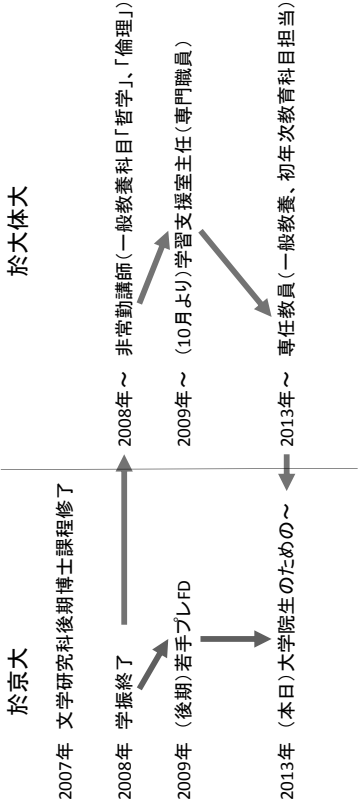 於京大
2007年 文学研究科後期博士課程修了
2008年 学振終了
2009年 (後期)若手プレFD
2013年 (本日)大学院生のための~
於大体大
2008年~ 非常勤講師(一般教養科目「哲学」、「倫理」)
2009年~ (10月より)学習支援室主任(専門職員)
2013年~ 専任教員(一般教養、初年次教育科目担当)